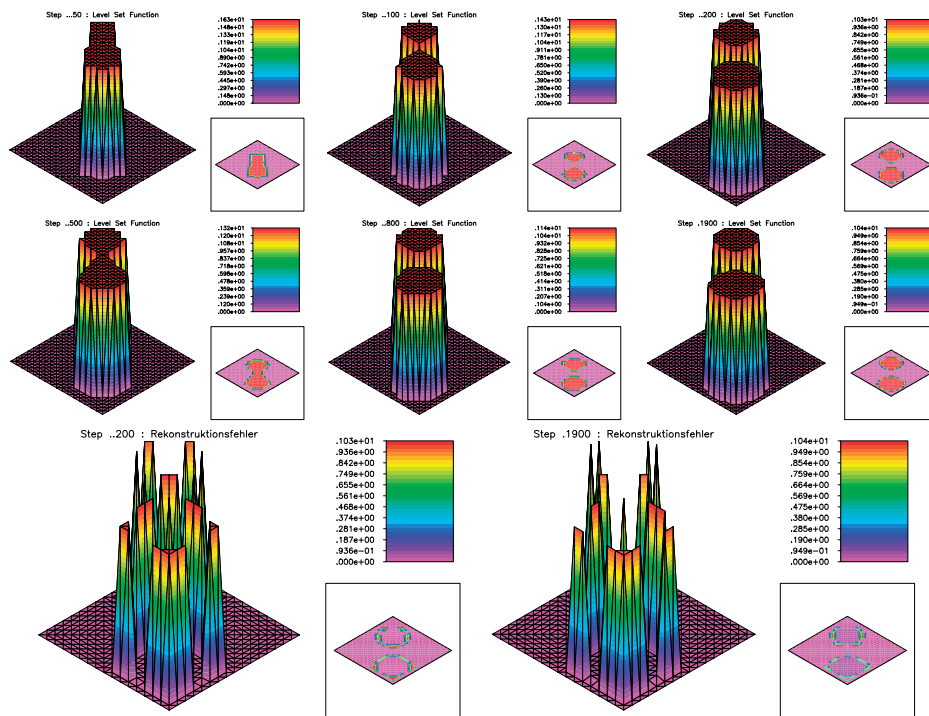 Step ...50 : Level Set Function
.163e+01
.148e+01
.133e+01
.119e+01
.104e+01
.890e+00
.742e+00
.593e+00
.445e+00
.297e+00
.148e+00
.000e+00
Step ..100 : Level Set Function
.143e+01
.130e+01
.117e+01
.104e+01
.911e+00
.781e+00
.650e+00
.520e+00
.390e+00
.260e+00
.130e+00
.000e+00
Step ..200 : Level Set Function
.103e+01
.936e+00
.842e+00
.749e+00
.655e+00
.561e+00
.468e+00
.374e+00
.281e+00
.187e+00
.936e-01
.000e+00
Step ..500 : Level Set Function
.132e+01
.120e+01
.108e+01
.957e+00
.837e+00
.718e+00
.598e+00
.478e+00
.359e+00
.239e+00
.120e+00
.000e+00
Step ..800 : Level Set Function
.114e+01
.104e+01
.932e+00
.828e+00
.725e+00
.621e+00
.518e+00
.414e+00
.311e+00
.207e+00
.104e+00
.000e+00
Step .1900 : Level Set Function
.104e+01
.949e+00
.854e+00
.759e+00
.664e+00
.569e+00
.475e+00
.380e+00
.285e+00
.190e+00
.949e-01
.000e+00
Step ..200 : Rekonstruktionsfehler
.103e+01
.936e+00
.842e+00
.749e+00
.655e+00
.561e+00
.468e+00
.374e+00
.281e+00
.187e+00
.936e-01
.000e+00
Step .1900 : Rekonstruktionsfehler
.104e+01
.949e+00
.854e+00
.759e+00
.664e+00
.569e+00
.475e+00
.380e+00
.285e+00
.190e+00
.949e-01
.000e+00